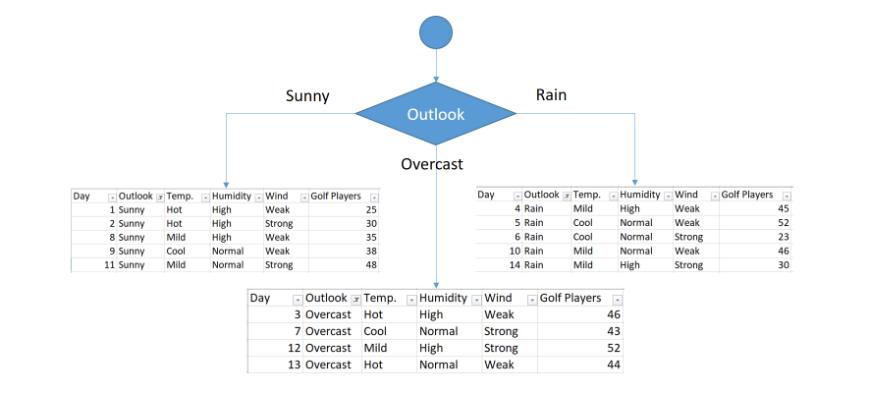 Sunny
Rain
Outlook
Overcast
Day Outlook Temp. Humidity Wind Golf Players
1 Sunny Hot High Weak 25
2 Sunny Hot High Strong 30
8 Sunny Mild High Weak 35
9 Sunny Cool Normal Weak 38
11 Sunny Mild Normal Strong 48
Day Outlook Temp. Humidity Wind Golf Players
4 Rain Mild High Weak 45
5 Rain Cool Normal Weak 52
6 Rain Cool Normal Strong 23
10 Rain Mild Normal Weak 46
14 Rain Mild High Strong 30
Day Outlook Temp. Humidity Wind Golf Players
3 Overcast Hot High Weak 46
7 Overcast Cool Normal Strong 43
12 Overcast Mild High Strong 52
13 Overcast Hot Normal Weak 44